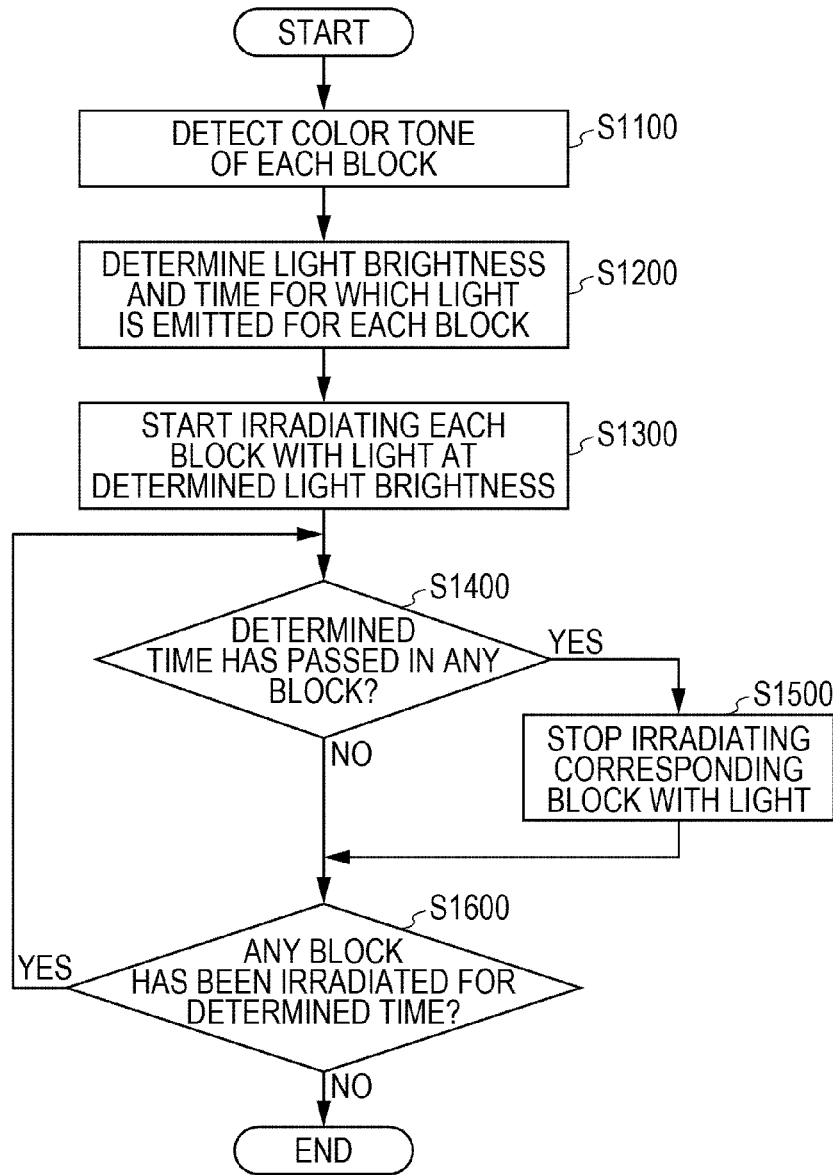 START
S1100
DETECT COLOR TONE
OF EACH BLOCK
S1200
DETERMINE LIGHT BRIGHTNESS
AND TIME FOR WHICH LIGHT
IS EMITTED FOR EACH BLOCK
S1300
START IRRADIATING EACH
BLOCK WITH LIGHT AT
DETERMINED LIGHT BRIGHTNESS
S1400
DETERMINED
TIME HAS PASSED IN ANY
BLOCK?
YES
NO
S1500
STOP IRRADIATING
CORRESPONDING
BLOCK WITH LIGHT
S1600
ANY BLOCK
HAS BEEN IRRADIATED FOR
DETERMINED TIME?
YES
NO
END